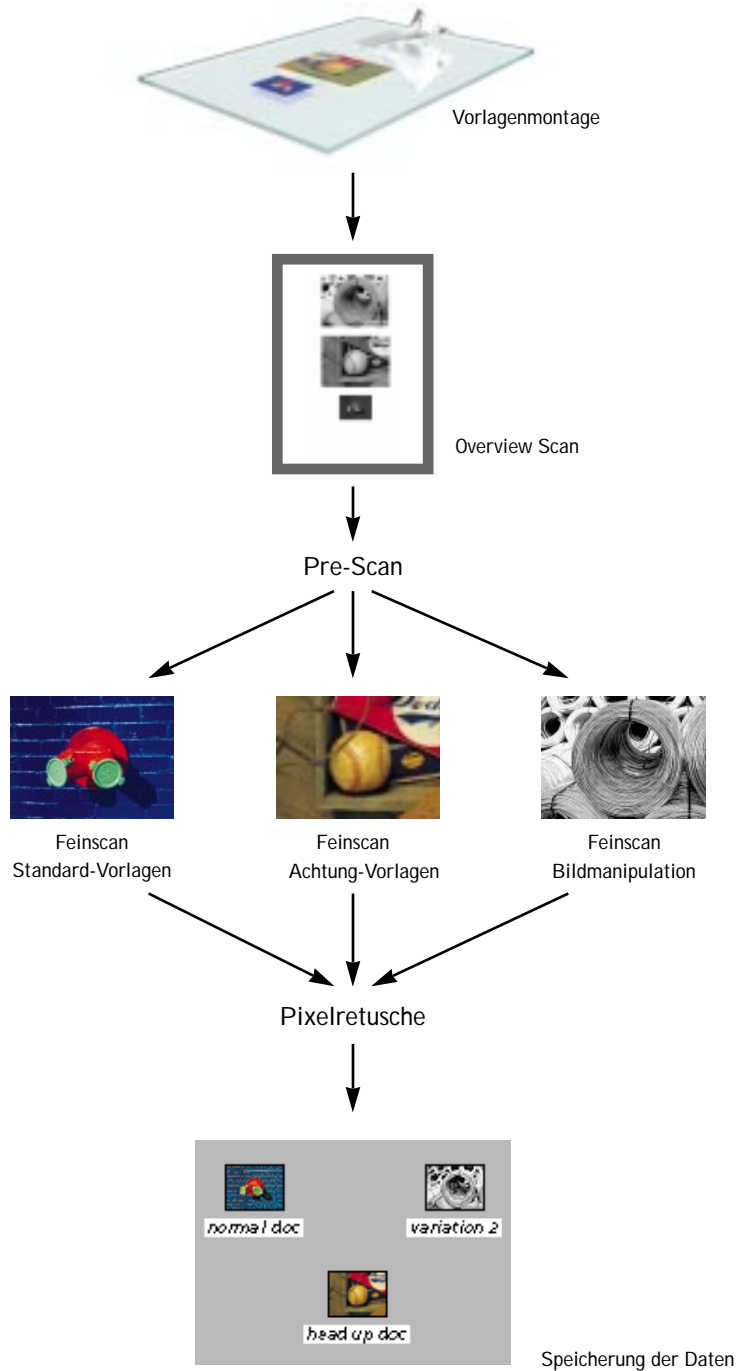 Vorlagenmontage
Overview Scan
Pre-Scan
Feinscan
Standard-Vorlagen
Feinscan
Achtung-Vorlagen
Feinscan
Bildmanipulation
Pixelretusche
normal doc
variation 2
head up doc
Speicherung der Daten